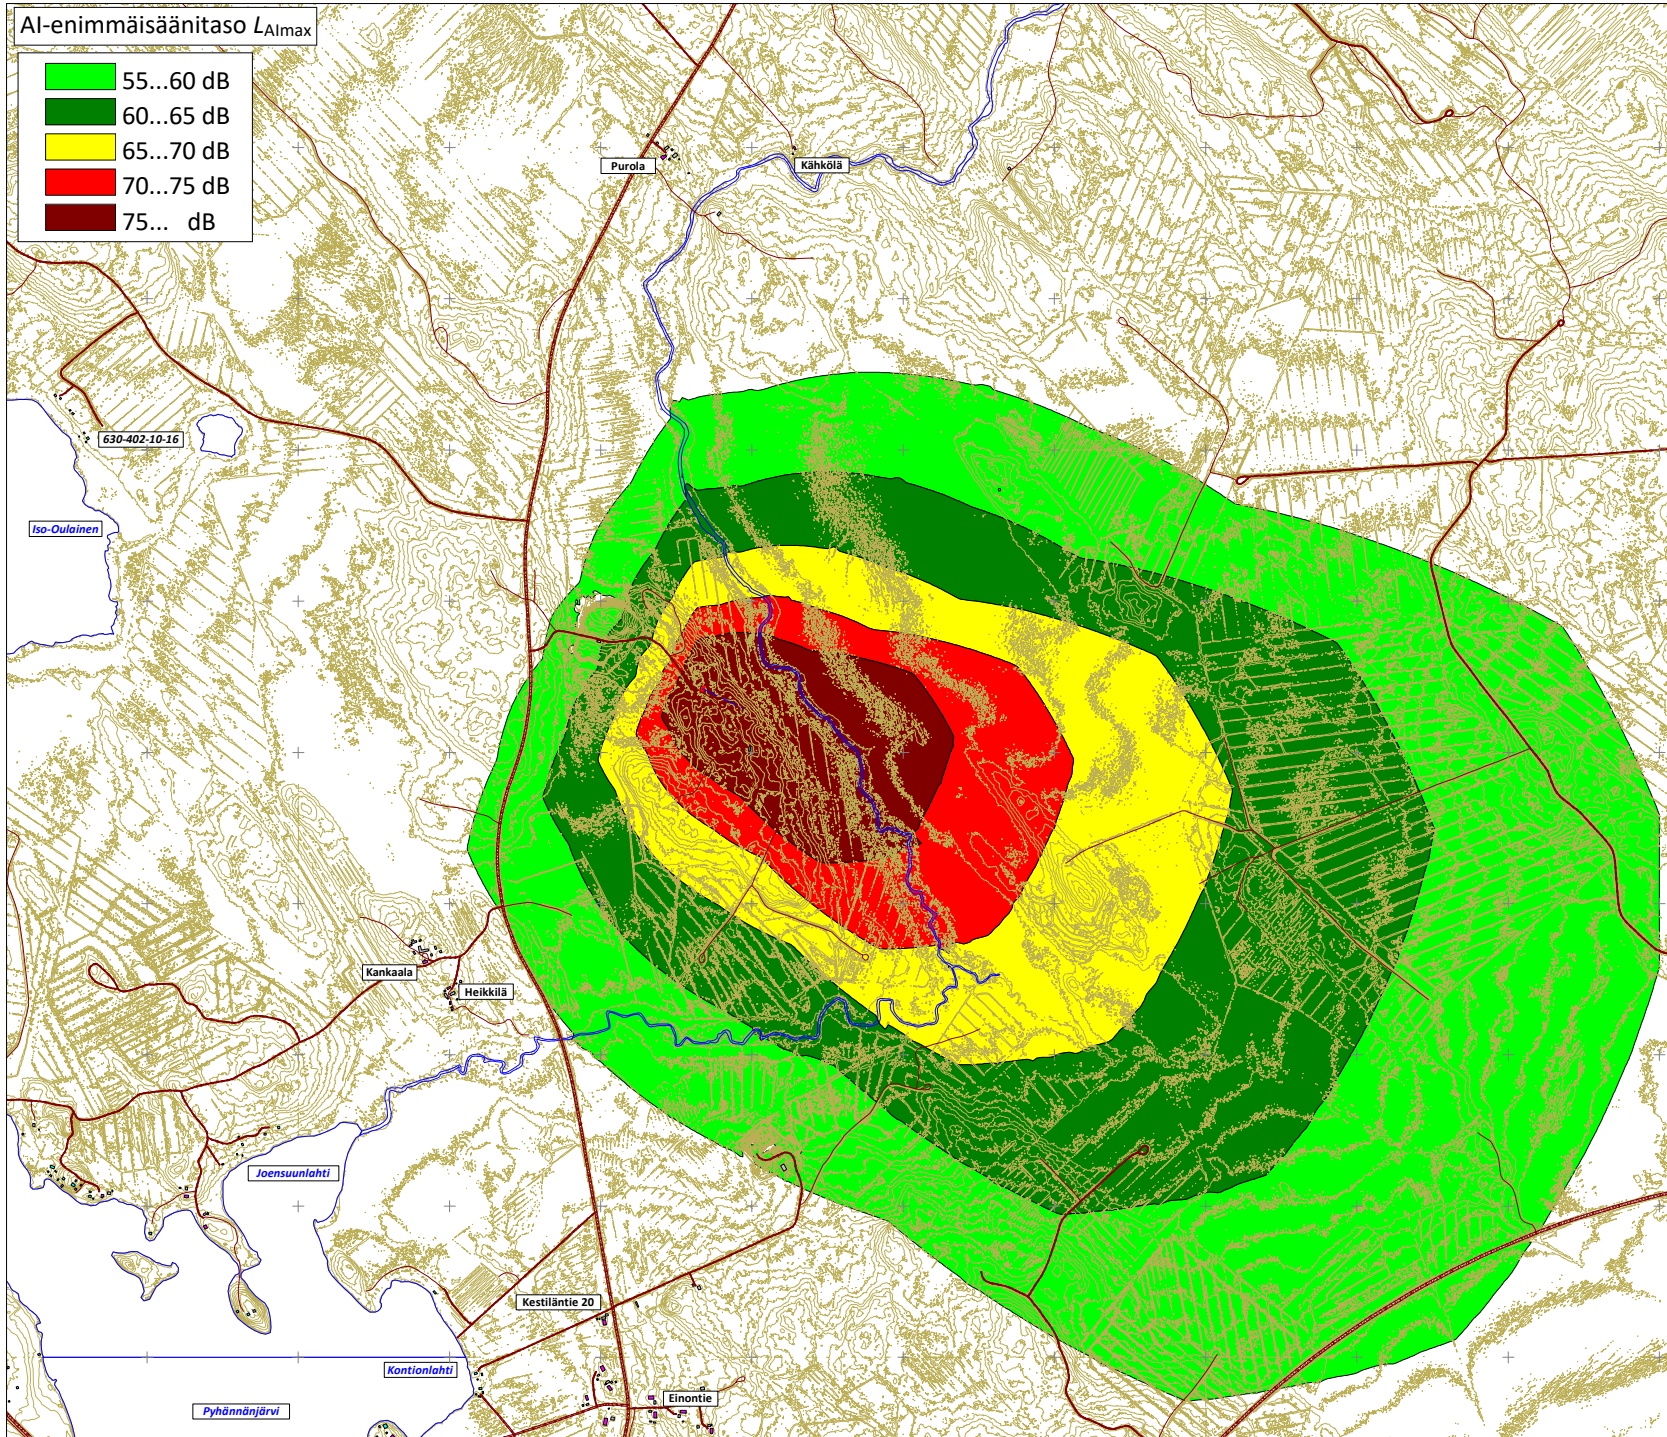 AI-enimmäisäänitaso LAImax
55...60 dB
60...65 dB
65...70 dB
70...75 dB
75... dB
Purola
Kähkölä
630-402-10-16
Iso-Oulainen
Kankaala
Heikkilä
Joensuunlahti
Kestiläntie 20
Kontionlahti
Einontie
Pyhännänjärvi